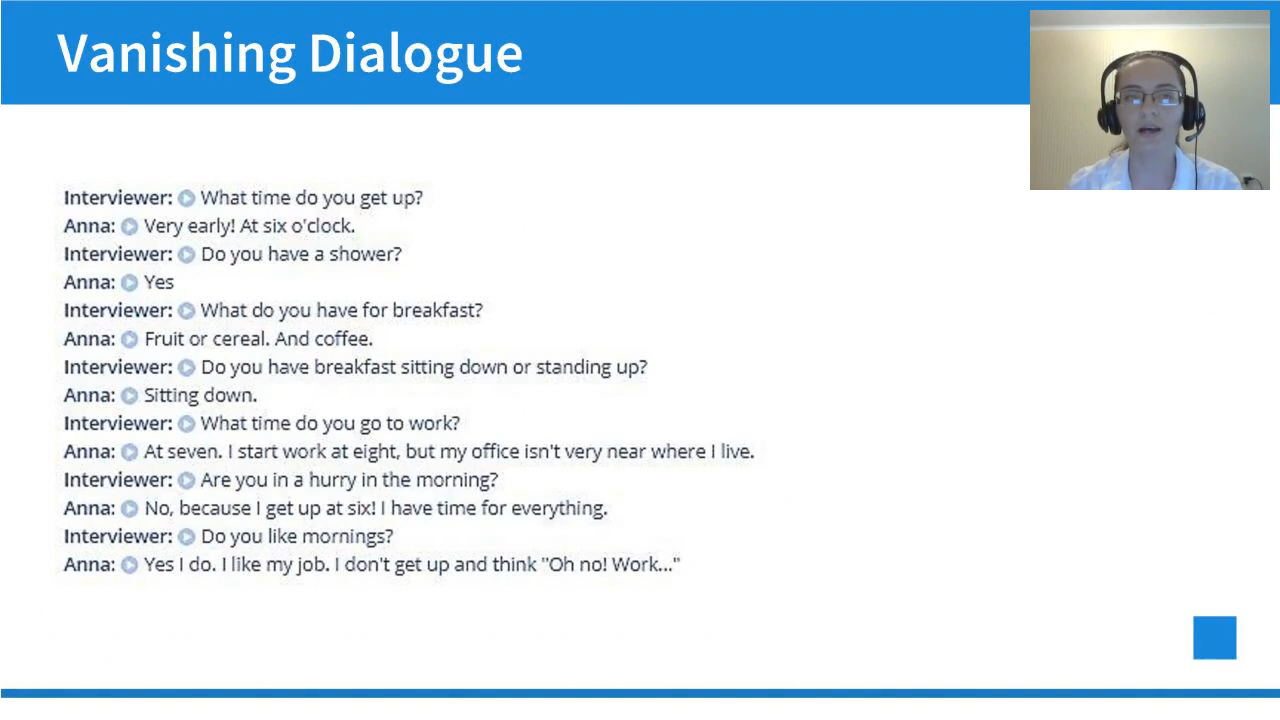 Vanishing Dialogue
Interviewer: What time do you get up?
Anna: Very early! At six o'clock.
Interviewer: Do you have a shower?
Anna: Yes
Interviewer: What do you have for breakfast?
Anna: Fruit or cereal. And coffee.
Interviewer: Do you have breakfast sitting down or standing up?
Anna: Sitting down.
Interviewer: What time do you go to work?
Anna: At seven. I start work at eight, but my office isn't very near where I live.
Interviewer: Are you in a hurry in the morning?
Anna: No, because I get up at six! I have time for everything.
Interviewer: Do you like mornings?
Anna: Yes I do. I like my job. I don't get up and think "Oh no! Work..."